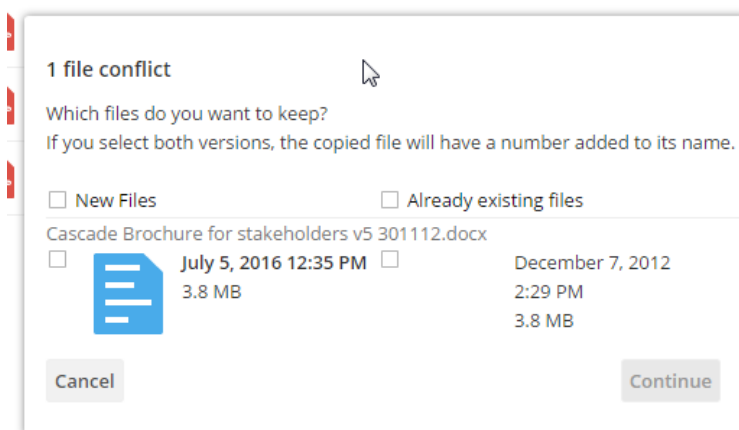 1 file conflict
Which files do you want to keep?
If you select both versions, the copied file will have a number added to its name.
New Files
Already existing files
Cascade Brochure for stakeholders v5 301112.docx
July 5, 2016 12:35 PM
3.8 MB
December 7, 2012
2:29 PM
3.8 MB
Cancel
Continue